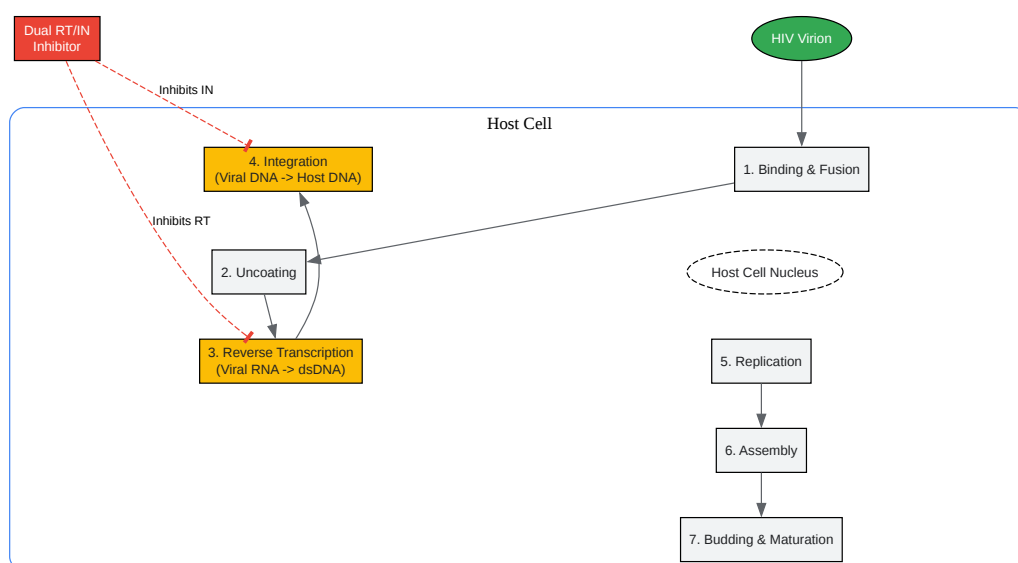 Dual RT/IN
Inhibitor
HIV Virion
Inhibits IN
Host Cell
4. Integration
(Viral DNA -> Host DNA)
1. Binding & Fusion
Inhibits RT
2. Uncoating
Host Cell Nucleus
3. Reverse Transcription
(Viral RNA -> dsDNA)
5. Replication
6. Assembly
7. Budding & Maturation